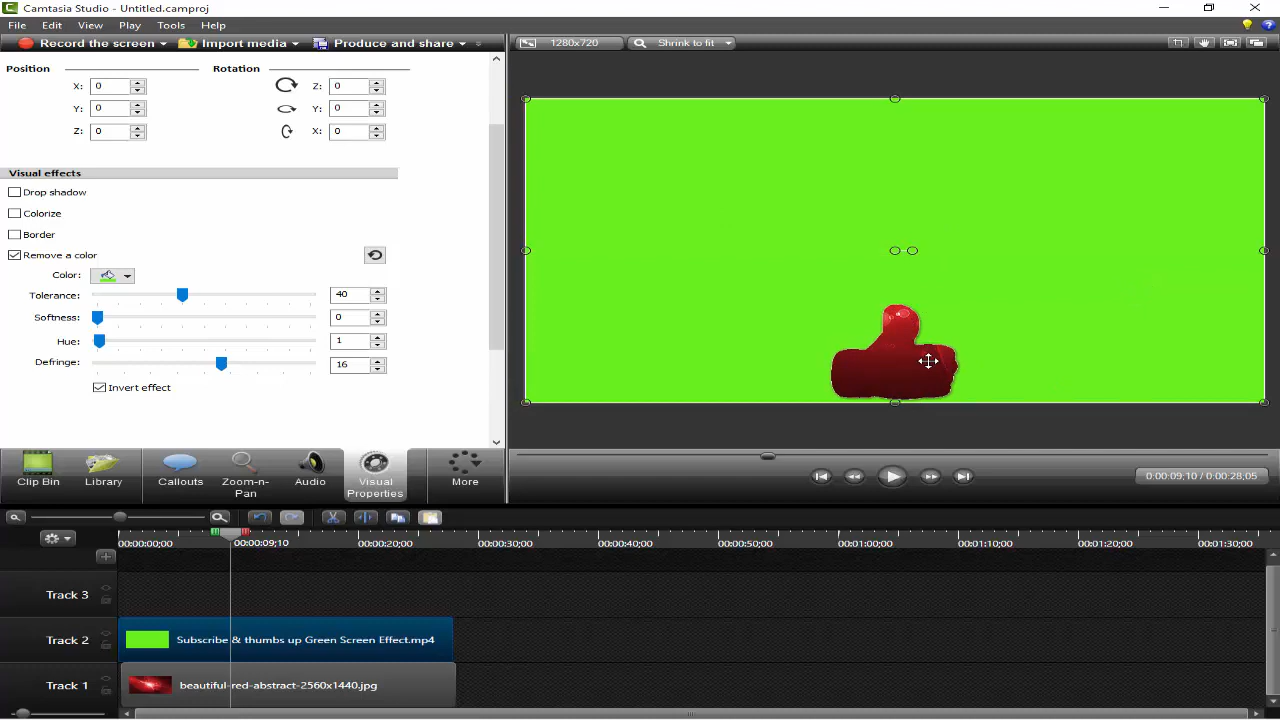 Camtasia Studio - Untitled.camproj
File Edit View Play Tools Help
Record the screen Import media Produce and share
1280x720 Shrink to fit
Position Rotation
X: 0 Z: 0
Y: 0 Y: 0
Z: 0 X: 0
Visual effects
Drop shadow
Colorize
Border
Remove a color
Color:
Tolerance: 40
Softness: 0
Hue: 1
Defringe: 16
Invert effect
Clip Bin Library Callouts Zoom-n-Pan Audio Visual Properties More
0:00:09;10 / 0:00:28;05
00:00:00;00 00:00:09;10 00:00:20;00 00:00:30;00 00:00:40;00 00:00:50;00 00:01:00;00 00:01:10;00 00:01:20;00 00:01:30;00
Track 3
Track 2 Subscribe & thumbs up Green Screen Effect.mp4
Track 1 beautiful-red-abstract-2560x1440.jpg